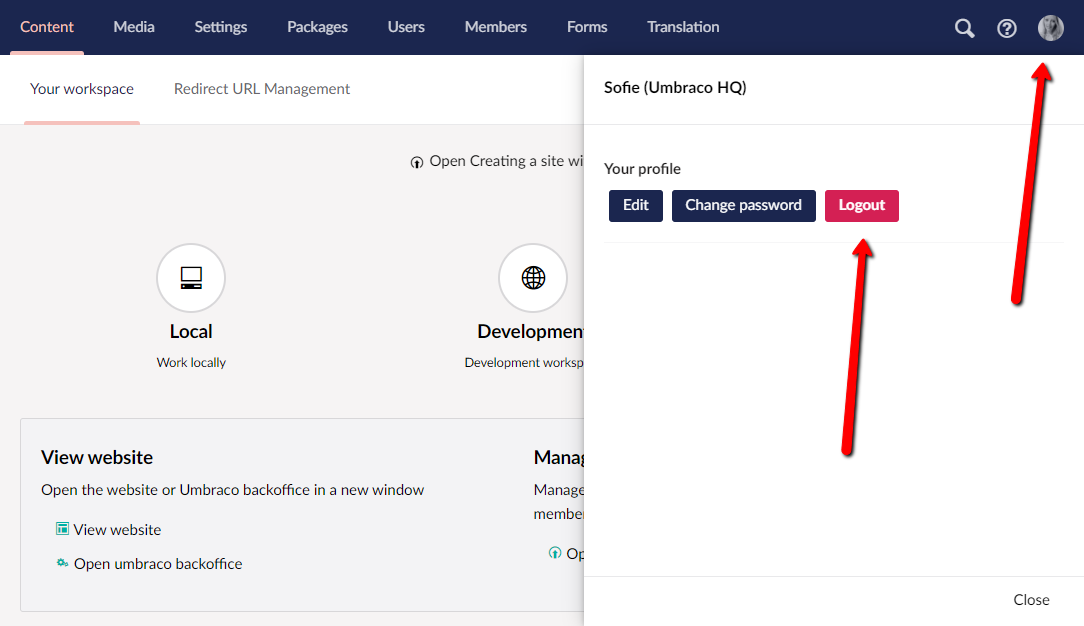 Content Media Settings Packages Users Members Forms Translation
Your workspace Redirect URL Management
Sofie (Umbraco HQ)
Open Creating a site wi
Your profile
Edit Change password Logout
Local
Work locally
Development
Development worksp
View website
Open the website or Umbraco backoffice in a new window
View website
Open umbraco backoffice
Manag
Manage
member
Op
Close